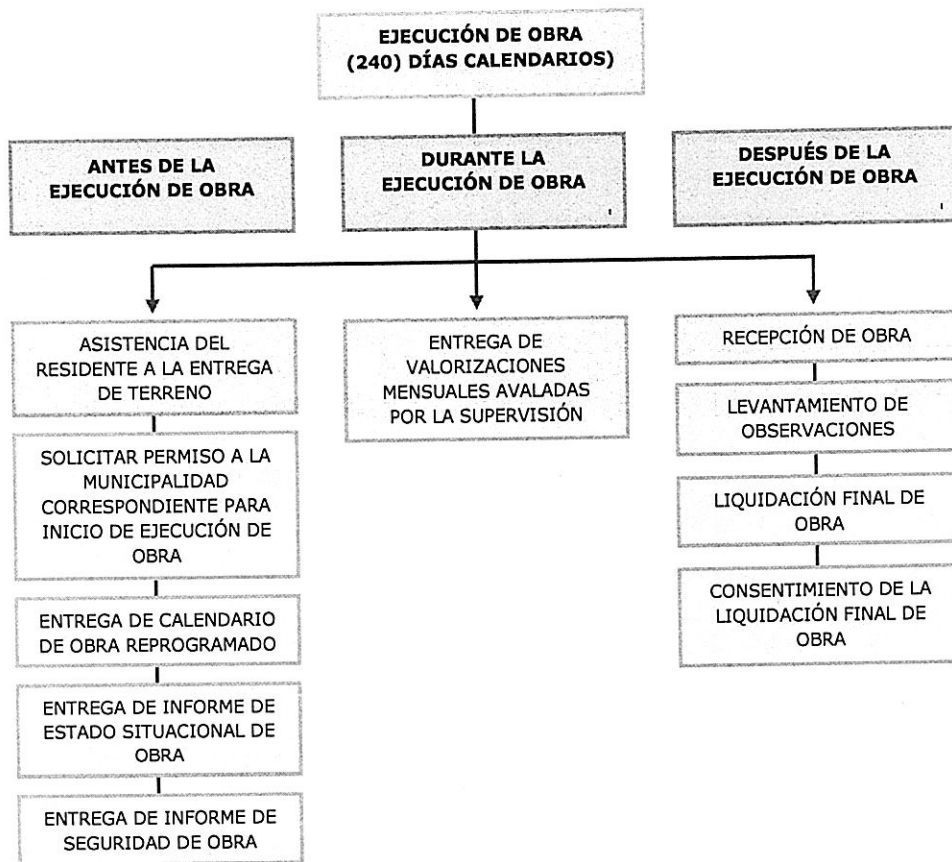 EJECUCIÓN DE OBRA
(240) DÍAS CALENDARIOS)
ANTES DE LA
EJECUCIÓN DE OBRA
DURANTE LA
EJECUCIÓN DE OBRA
DESPUÉS DE LA
EJECUCIÓN DE OBRA
ASISTENCIA DEL
RESIDENTE A LA ENTREGA
DE TERRENO
SOLICITAR PERMISO A LA
MUNICIPALIDAD
CORRESPONDIENTE PARA
INICIO DE EJECUCIÓN DE
OBRA
ENTREGA DE CALENDARIO
DE OBRA REPROGRAMADO
ENTREGA DE INFORME DE
ESTADO SITUACIONAL DE
OBRA
ENTREGA DE INFORME DE
SEGURIDAD DE OBRA
ENTREGA DE
VALORIZACIONES
MENSUALES AVALADAS
POR LA SUPERVISIÓN
RECEPCIÓN DE OBRA
LEVANTAMIENTO DE
OBSERVACIONES
LIQUIDACIÓN FINAL DE
OBRA
CONSENTIMIENTO DE LA
LIQUIDACIÓN FINAL DE
OBRA